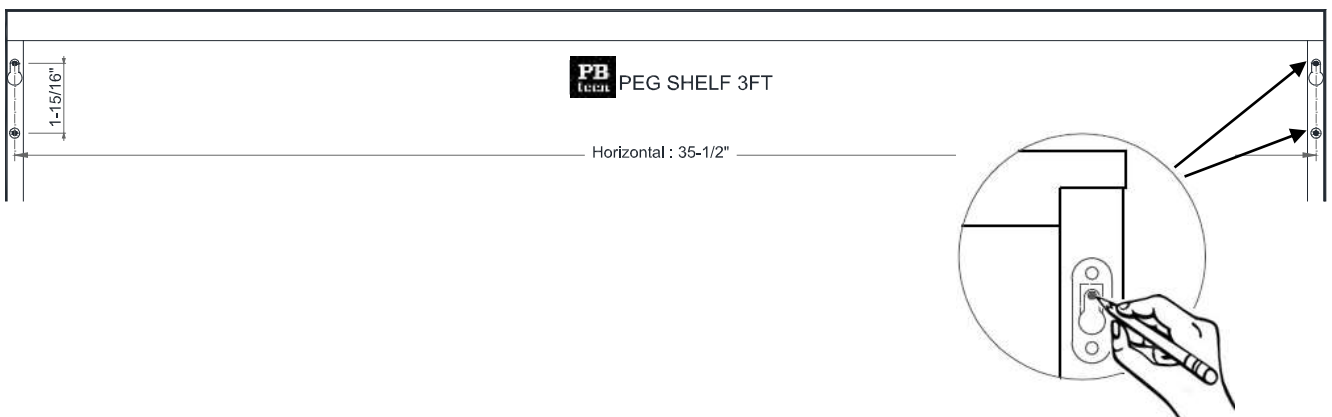 PB
teen
PEG SHELF 3FT
1-15/16"
Horizontal : 35-1/2"